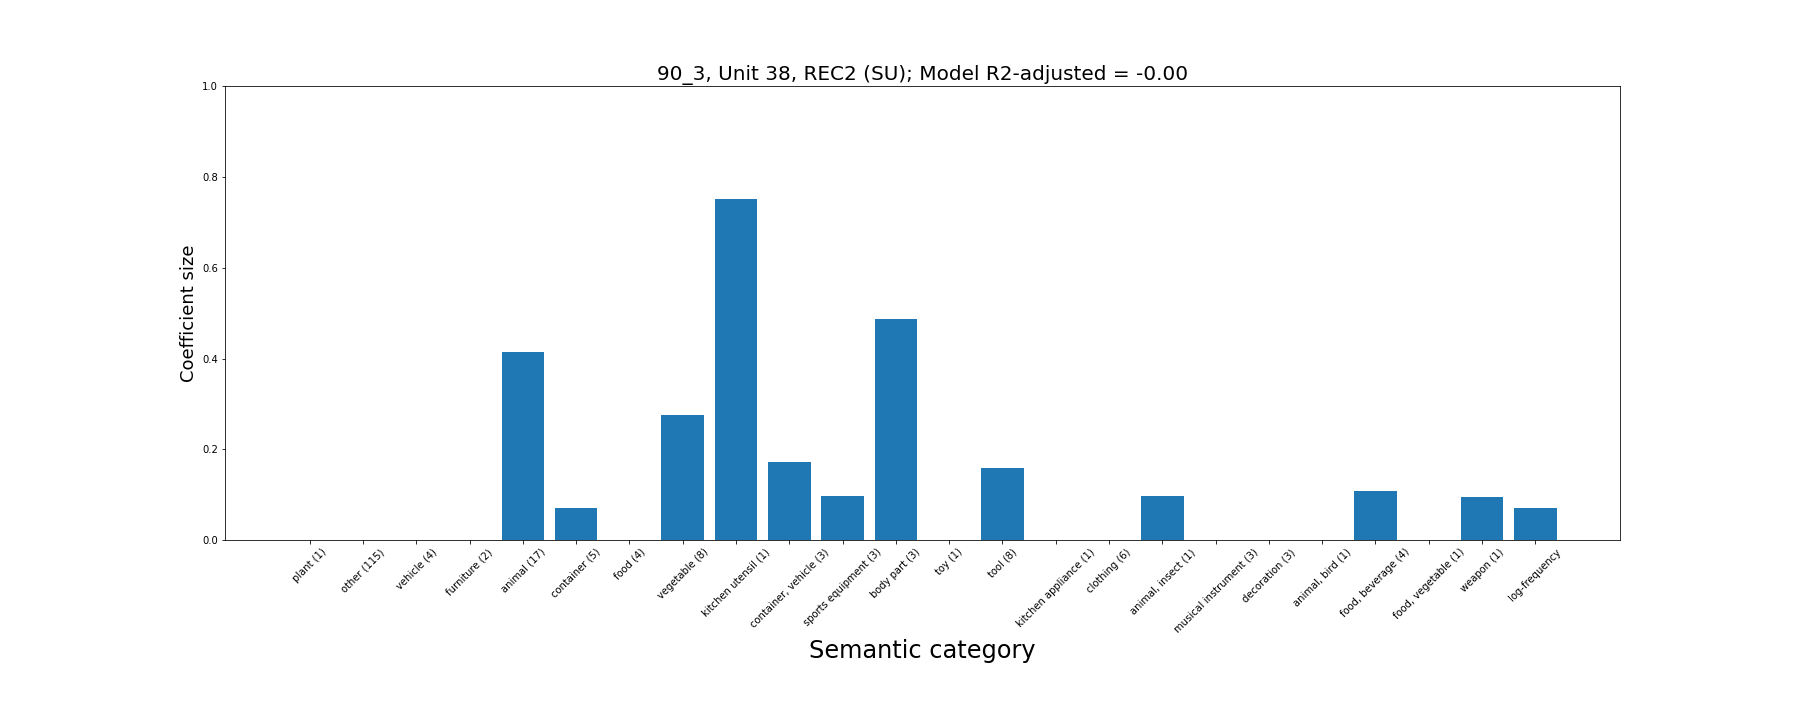 90_3, Unit 38, REC2 (SU); Model R2-adjusted = -0.00
Coefficient size
1.0
0.8
0.6
0.4
0.2
0.0
plant (1)
other (115)
vehicle (4)
furniture (2)
animal (17)
container (5)
food (4)
vegetable (8)
kitchen utensil (1)
container, vehicle (3)
sports equipment (3)
body part (3)
toy (1)
tool (8)
kitchen appliance (1)
clothing (6)
animal, insect (1)
musical instrument (3)
decoration (3)
animal, bird (1)
food, beverage (4)
food, vegetable (1)
weapon (1)
log-frequency
Semantic category